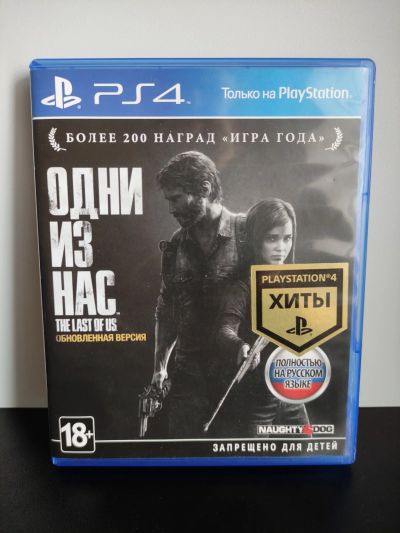 PS4
Только на PlayStation.
БОЛЕЕ 200 НАГРАД «ИГРА ГОДА»
ОДНИ
ИЗ
НАС
THE LAST OF US
ОБНОВЛЕННАЯ ВЕРСИЯ
PLAYSTATION®4
ХИТЫ
ПОЛНОСТЬЮ
НА РУССКОМ
ЯЗЫКЕ
18+
NAUGHTY DOG
ЗАПРЕЩЕНО ДЛЯ ДЕТЕЙ